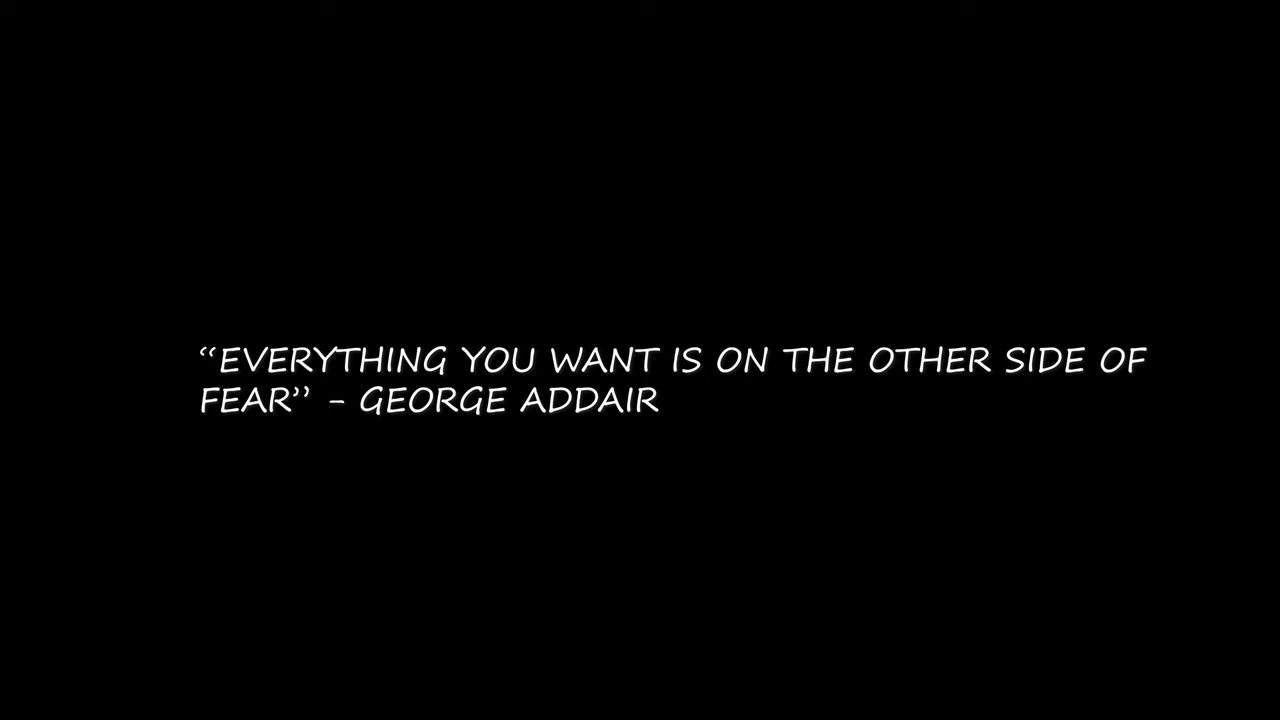 “EVERYTHING YOU WANT IS ON THE OTHER SIDE OF
FEAR” - GEORGE ADDAIR